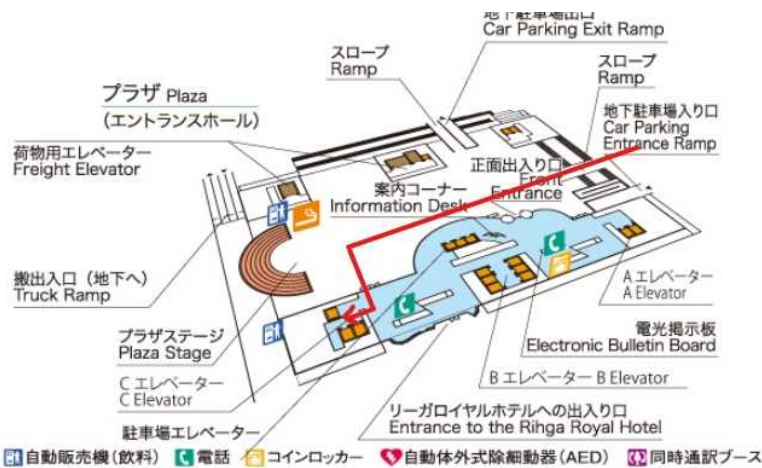 地下駐車場出口
Car Parking Exit Ramp
スロープ
Ramp
スロープ
Ramp
プラザ Plaza
(エントランスホール)
地下駐車場入り口
Car Parking
Entrance Ramp
荷物用エレベーター
Freight Elevator
案内コーナー
Information Desk
正面出入り口
Front
Entrance
搬出入口（地下へ）
Truck Ramp
A エレベーター
A Elevator
プラザステージ
Plaza Stage
電光掲示板
Electronic Bulletin Board
C エレベーター
C Elevator
B エレベーター B Elevator
駐車場エレベーター
リーガロイヤルホテルへの出入り口
Entrance to the Rihga Royal Hotel
自動販売機(飲料) 電話 コインロッカー 自動体外式除細動器(AED) 同時通訳ブース